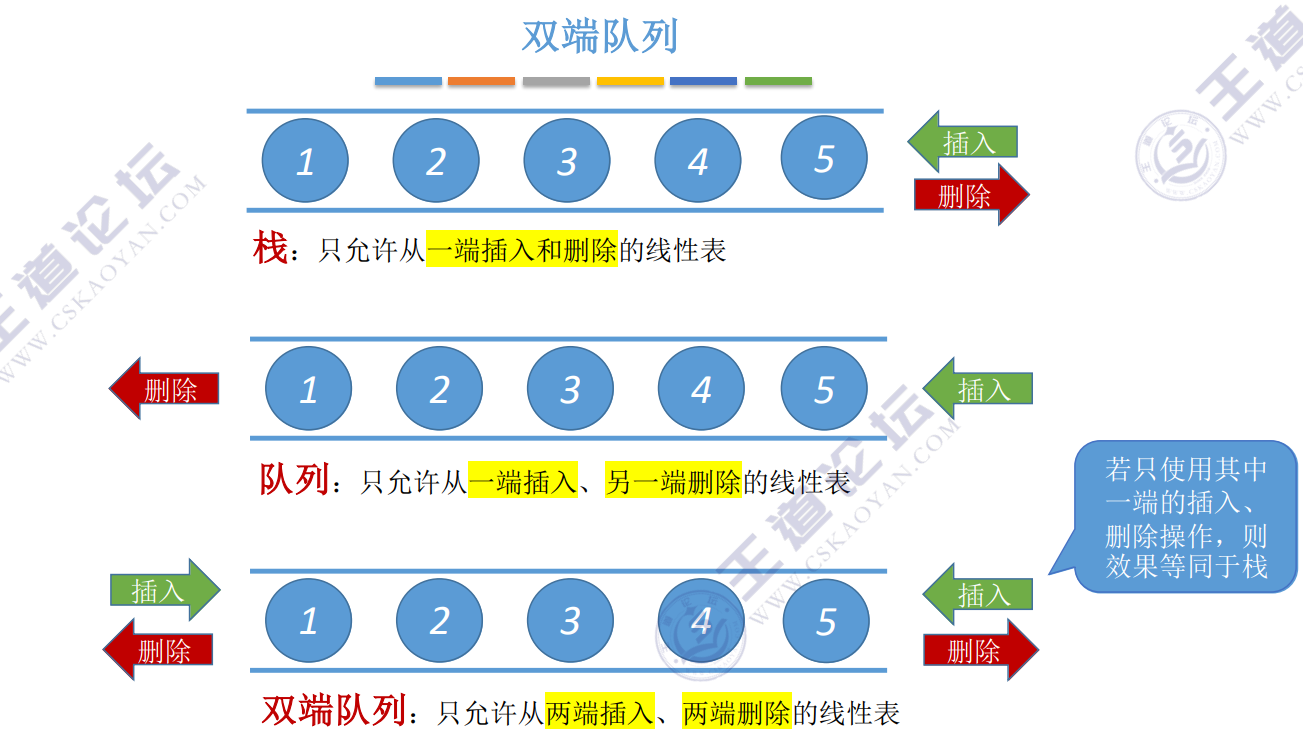 双端队列
1 2 3 4 5
插入
删除
栈：只允许从一端插入和删除的线性表
删除
1 2 3 4 5
插入
队列：只允许从一端插入、另一端删除的线性表
若只使用其中
一端的插入、
删除操作，则
效果等同于栈
插入
删除
1 2 3 4 5
插入
删除
双端队列：只允许从两端插入、两端删除的线性表
王道论坛
WWW.CSKAOYAN.COM
王道论坛
WWW.CSKAOYAN.COM
王道
WWW.CS